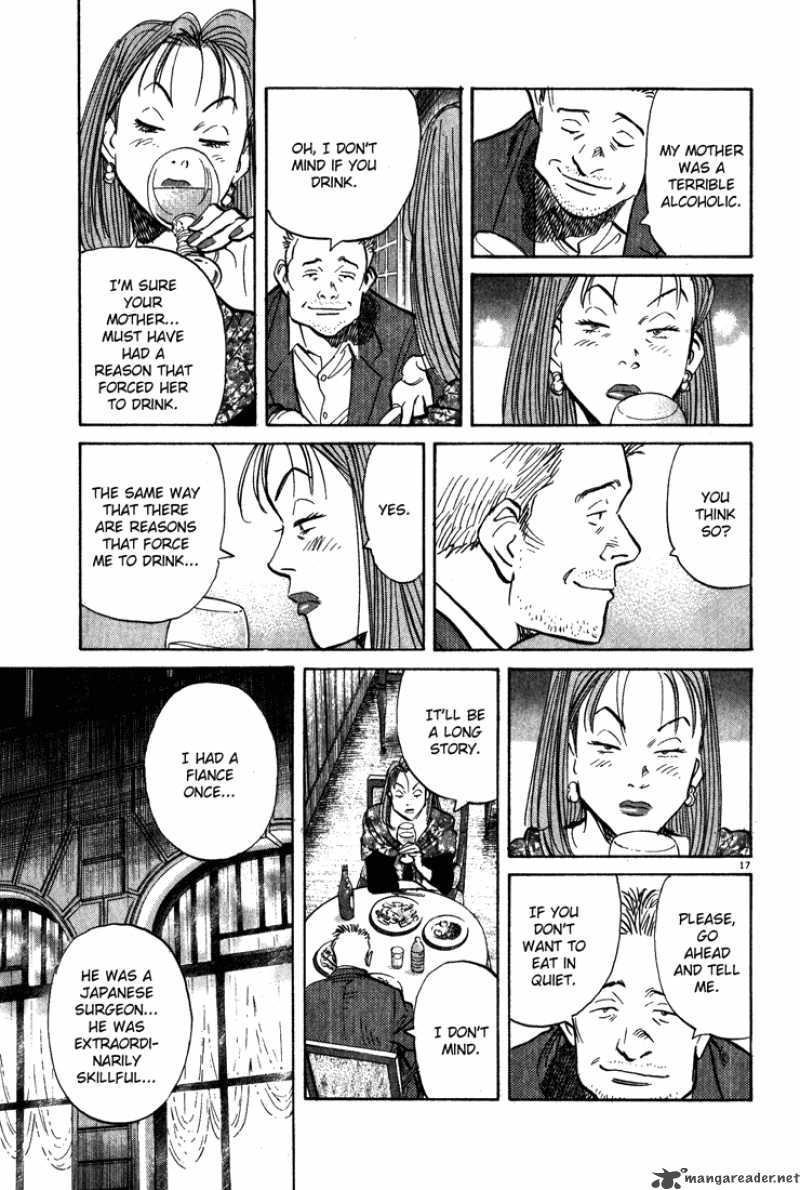 MY MOTHER
WAS A
TERRIBLE
ALCOHOLIC.
OH, I DON'T
MIND IF YOU
DRINK.
I'M SURE
YOUR
MOTHER...
MUST HAVE
HAD A
REASON THAT
FORCED HER
TO DRINK.
YOU
THINK
SO?
YES.
THE SAME WAY
THAT THERE
ARE REASONS
THAT FORCE
ME TO DRINK...
17
PLEASE,
GO
AHEAD
AND TELL
ME.
IF YOU
DON'T
WANT TO
EAT IN
QUIET.
IT'LL BE
A LONG
STORY.
I DON'T
MIND.
I HAD A
FIANCE
ONCE...
HE WAS A
JAPANESE
SURGEON...
HE WAS
EXTRAORDI-
NARILY
SKILLFUL...
mangareader.net